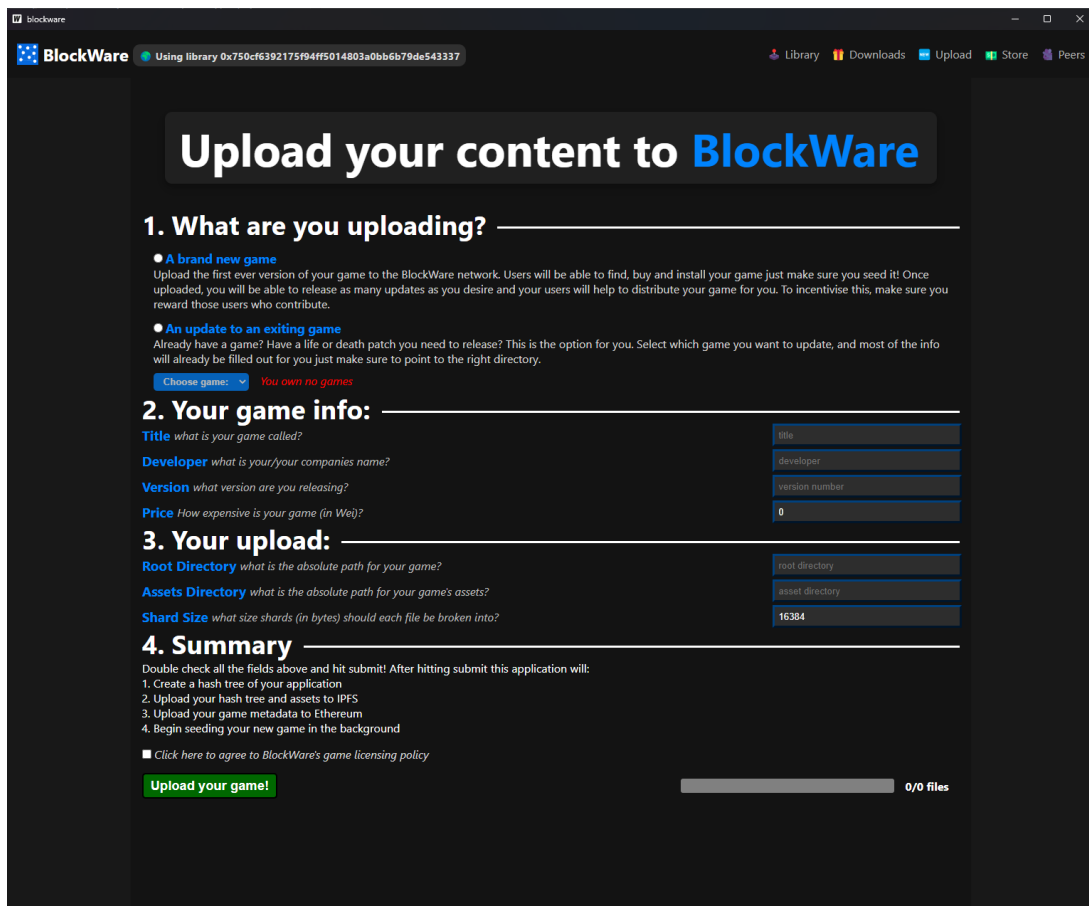 blockware
BlockWare Using library 0x750cf6392175f94ff5014803a0bb6b79de543337 Library Downloads Upload Store Peers
Upload your content to BlockWare
1. What are you uploading?
A brand new game
Upload the first ever version of your game to the BlockWare network. Users will be able to find, buy and install your game just make sure you seed it! Once
uploaded, you will be able to release as many updates as you desire and your users will help to distribute your game for you. To incentivise this, make sure you
reward those users who contribute.
An update to an exiting game
Already have a game? Have a life or death patch you need to release? This is the option for you. Select which game you want to update, and most of the info
will already be filled out for you just make sure to point to the right directory.
Choose game: You own no games
2. Your game info:
Title what is your game called? title
Developer what is your/your companies name? developer
Version what version are you releasing? version number
Price How expensive is your game (in Wei)? 0
3. Your upload:
Root Directory what is the absolute path for your game? root directory
Assets Directory what is the absolute path for your game's assets? asset directory
Shard Size what size shards (in bytes) should each file be broken into? 16384
4. Summary
Double check all the fields above and hit submit! After hitting submit this application will:
1. Create a hash tree of your application
2. Upload your hash tree and assets to IPFS
3. Upload your game metadata to Ethereum
4. Begin seeding your new game in the background
Click here to agree to BlockWare's game licensing policy
Upload your game! 0/0 files